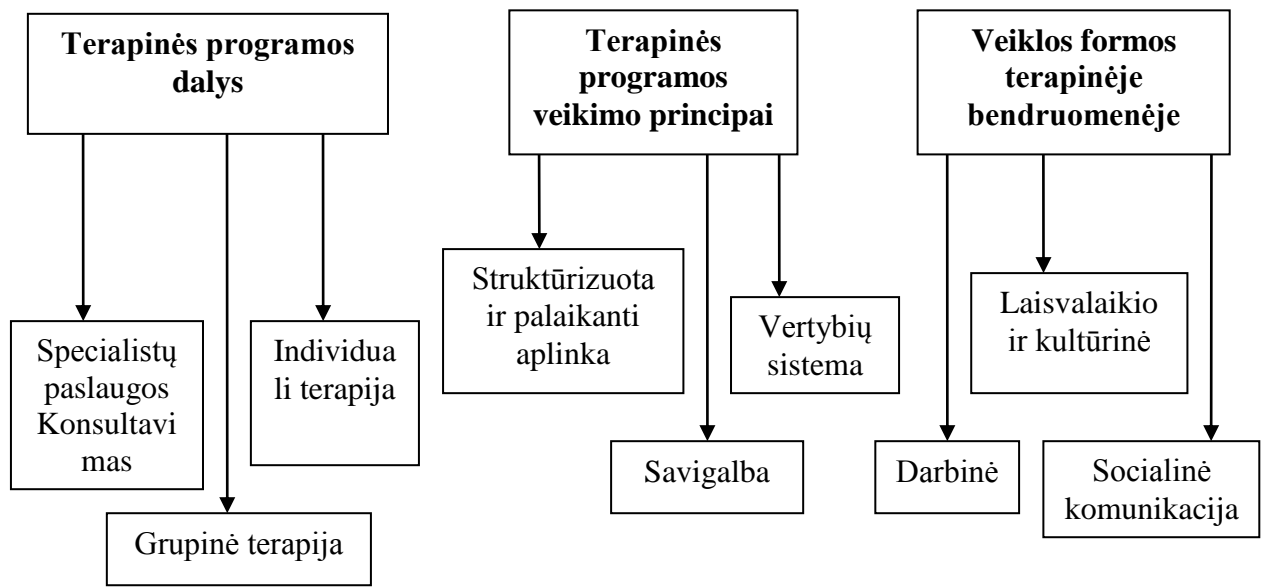 Terapinės programos
dalys
Terapinės
programos
veikimo principai
Veiklos formos
terapinėje
bendruomenėje
Specialistų
paslaugos
Konsultavi
mas
Individua
li terapija
Grupinė terapija
Struktūrizuota
ir palaikanti
aplinka
Vertybių
sistema
Savigalba
Laisvalaikio
ir kultūrinė
Darbinė
Socialinė
komunikacija